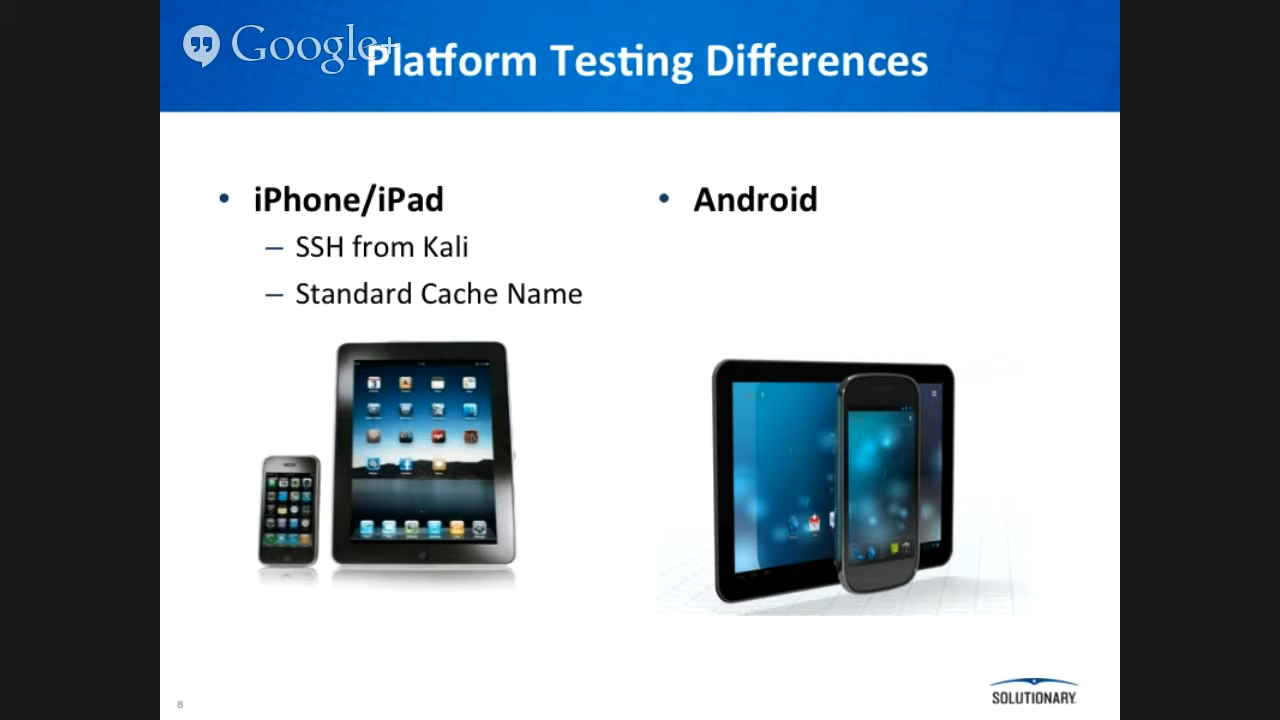 Google+
Platform Testing Differences
• iPhone/iPad
– SSH from Kali
– Standard Cache Name
• Android
8
SOLUTIONARY